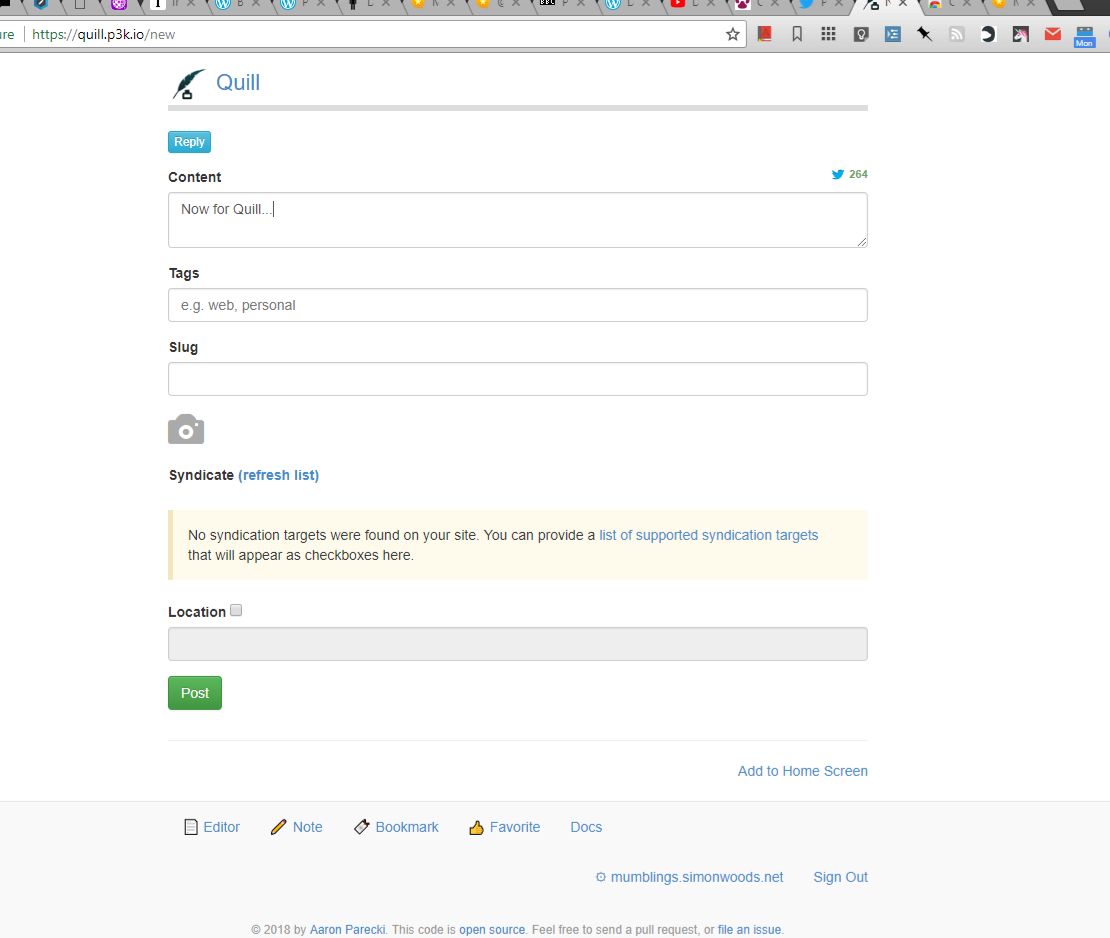 https://quill.p3k.io/new
Mon
Quill
Reply
Content
264
Now for Quill...
Tags
e.g. web, personal
Slug
Syndicate (refresh list)
No syndication targets were found on your site. You can provide a list of supported syndication targets
that will appear as checkboxes here.
Location
Post
Add to Home Screen
Editor Note Bookmark Favorite Docs
mumblings.simonwoods.net Sign Out
© 2018 by Aaron Parecki. This code is open source. Feel free to send a pull request, or file an issue.